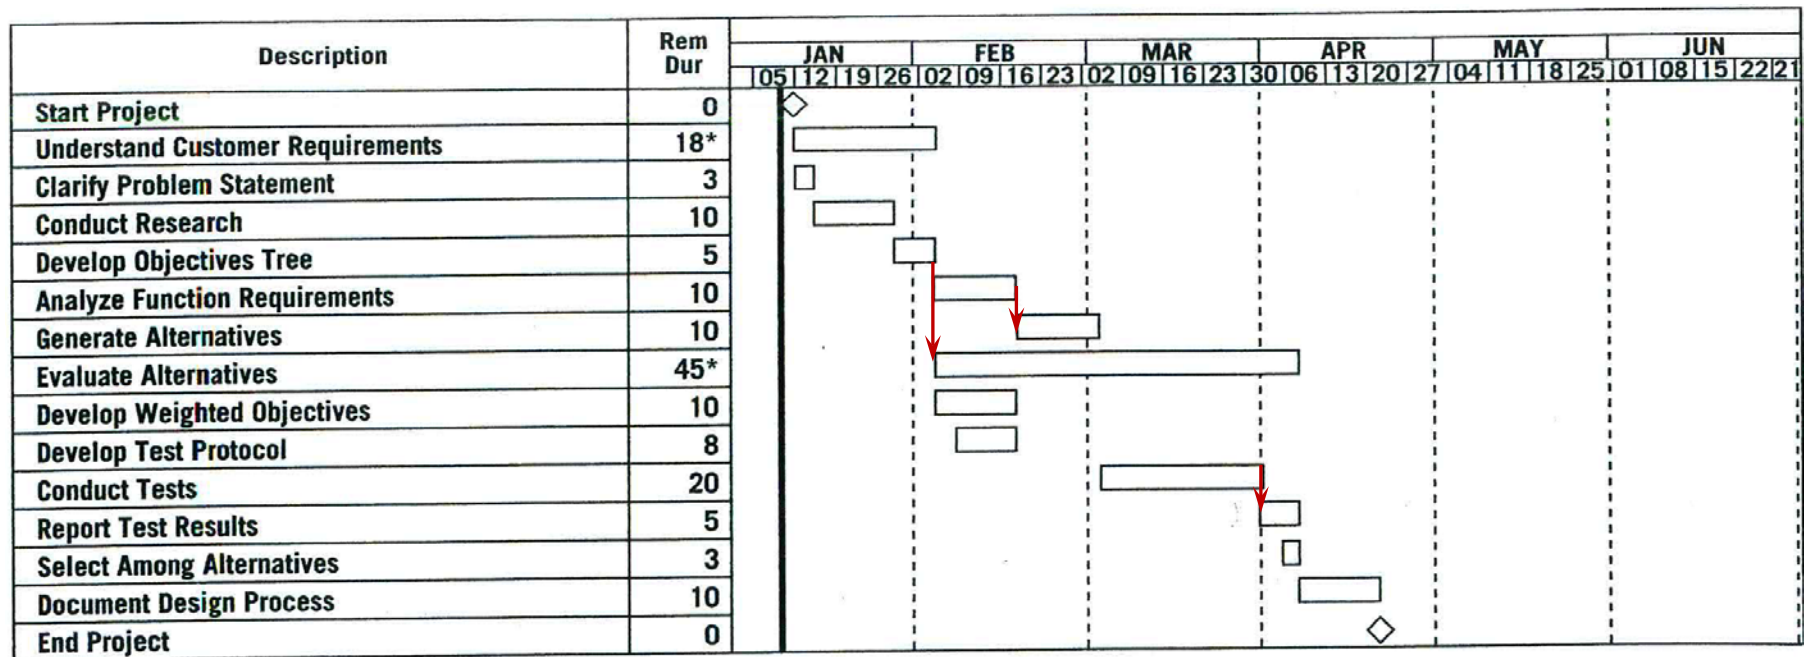 Description Rem Dur
JAN FEB MAR APR MAY JUN
05 12 19 26 02 09 16 23 02 09 16 23 30 06 13 20 27 04 11 18 25 01 08 15 22 21
Start Project 0
Understand Customer Requirements 18*
Clarify Problem Statement 3
Conduct Research 10
Develop Objectives Tree 5
Analyze Function Requirements 10
Generate Alternatives 10
Evaluate Alternatives 45*
Develop Weighted Objectives 10
Develop Test Protocol 8
Conduct Tests 20
Report Test Results 5
Select Among Alternatives 3
Document Design Process 10
End Project 0